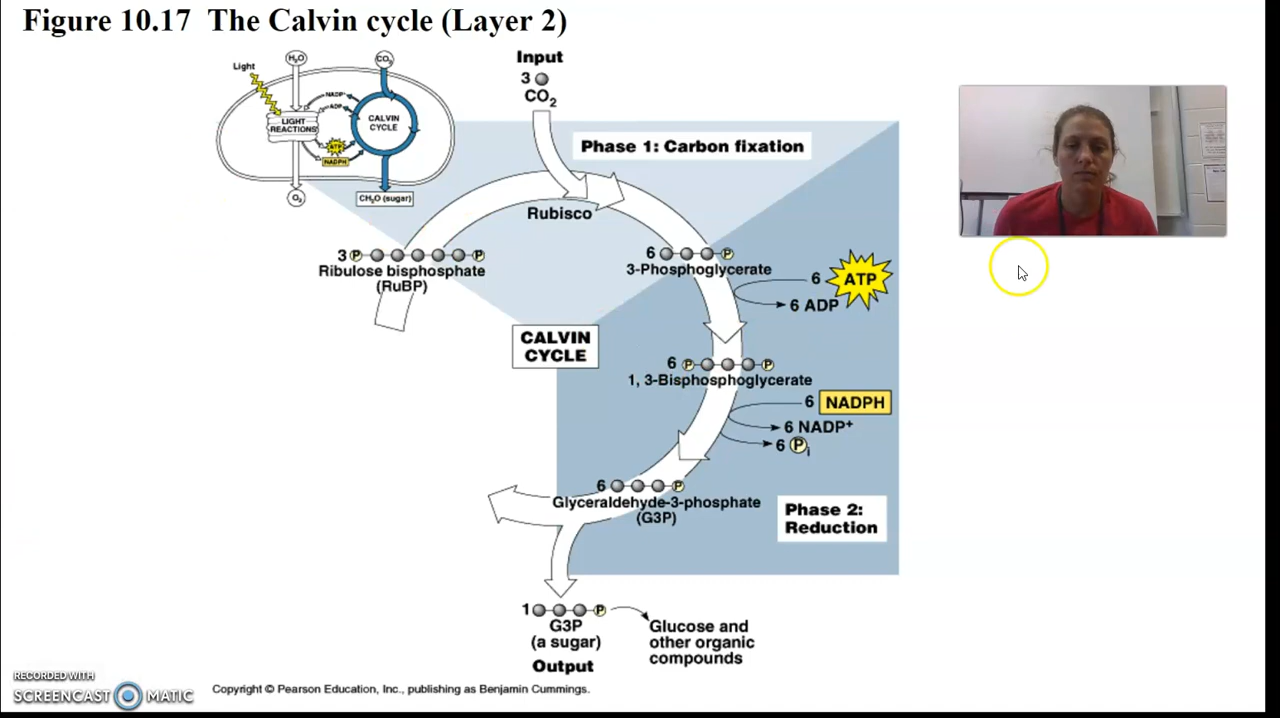 Figure 10.17 The Calvin cycle (Layer 2)
H₂O
CO₂
Light
NADP⁺
ADP
LIGHT
REACTIONS
CALVIN
CYCLE
ATP
NADPH
O₂
CH₂O (sugar)
Input
3
CO₂
Phase 1: Carbon fixation
Rubisco
3 P P
Ribulose bisphosphate
(RuBP)
6 P
3-Phosphoglycerate
6 ATP
6 ADP
CALVIN
CYCLE
6 P P
1, 3-Bisphosphoglycerate
6 NADPH
6 NADP⁺
6 Pᵢ
6 P
Glyceraldehyde-3-phosphate
(G3P)
Phase 2:
Reduction
1 P
G3P
(a sugar)
Output
Glucose and
other organic
compounds
RECORDED WITH
SCREENCAST MATIC
Copyright © Pearson Education, Inc., publishing as Benjamin Cummings.